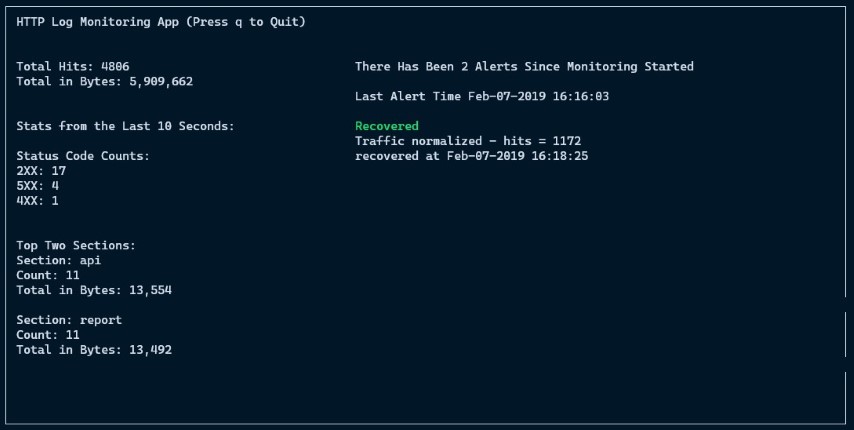 HTTP Log Monitoring App (Press q to Quit)
Total Hits: 4806
Total in Bytes: 5,909,662
Stats from the Last 10 Seconds:
Status Code Counts:
2XX: 17
5XX: 4
4XX: 1
Top Two Sections:
Section: api
Count: 11
Total in Bytes: 13,554
Section: report
Count: 11
Total in Bytes: 13,492
There Has Been 2 Alerts Since Monitoring Started
Last Alert Time Feb-07-2019 16:16:03
Recovered
Traffic normalized - hits = 1172
recovered at Feb-07-2019 16:18:25